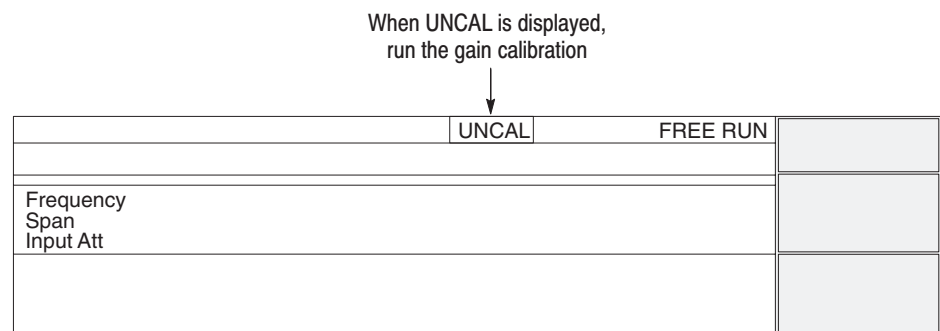 When UNCAL is displayed,
run the gain calibration
UNCAL
FREE RUN
Frequency
Span
Input Att